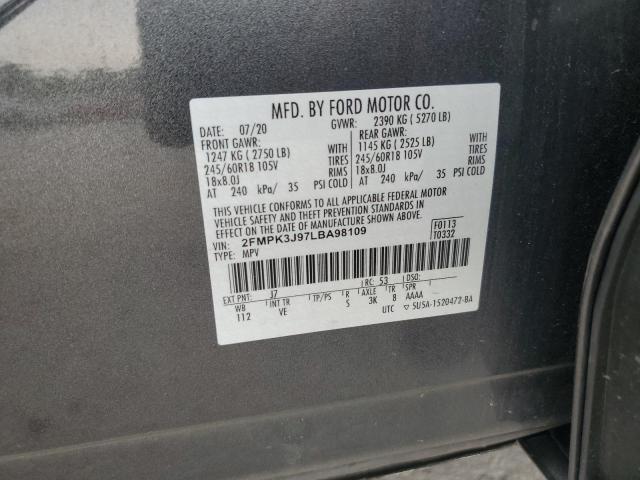 MFD. BY FORD MOTOR CO.
DATE: 07/20 GVWR: 2390 KG ( 5270 LB)
FRONT GAWR: REAR GAWR:
1247 KG ( 2750 LB) 1145 KG ( 2525 LB)
245/60R18 105V TIRES 245/60R18 105V TIRES
18x8.0J RIMS 18x8.0J RIMS
AT 240 kPa/ 35 PSI COLD AT 240 kPa/ 35 PSI COLD
THIS VEHICLE CONFORMS TO ALL APPLICABLE FEDERAL MOTOR
VEHICLE SAFETY AND THEFT PREVENTION STANDARDS IN
EFFECT ON THE DATE OF MANUFACTURE SHOWN ABOVE.
VIN: 2FMPK3J97LBA98109 F0113
TYPE: MPV T0332
EXT PNT: J7 RC: 53 DSO:
WB INT TR TP/PS R AXLE TR SPR
112 VE 5 3K 8 AAAA
UTC ▽ 5U5A-1520472-BA